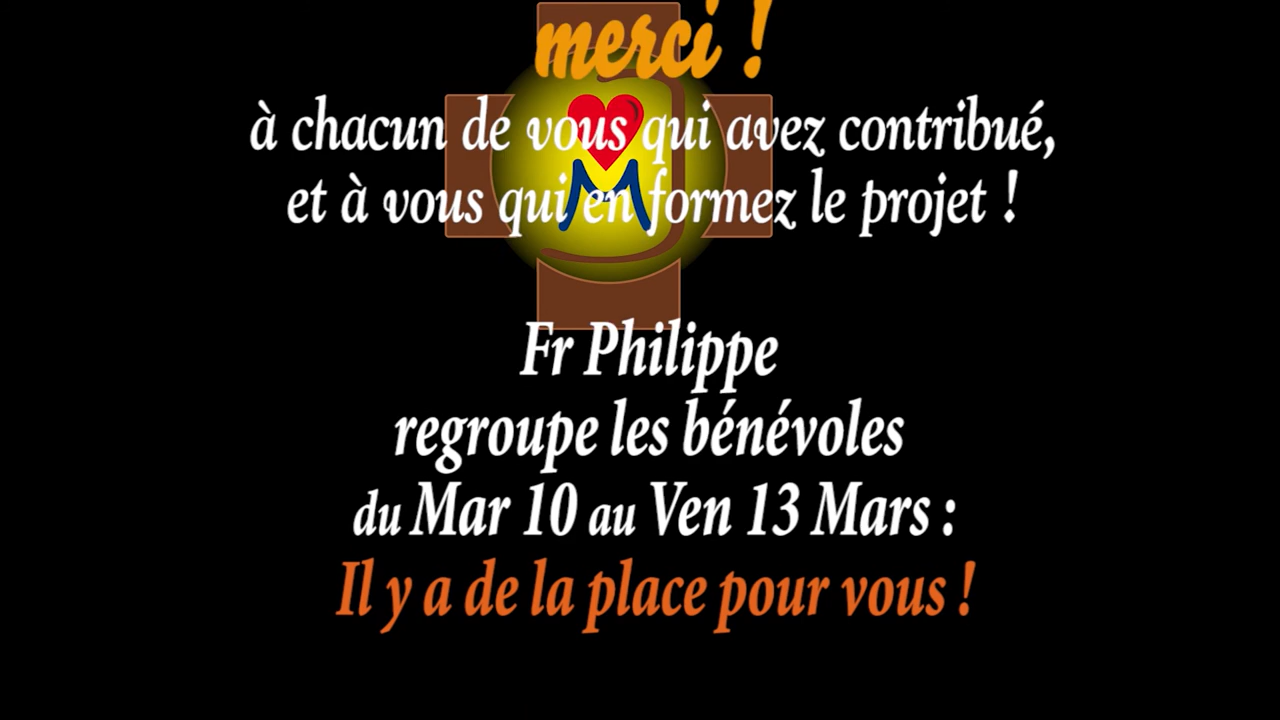 merci !
à chacun de vous qui avez contribué,
et à vous qui en formez le projet !
Fr Philippe
regroupe les bénévoles
du Mar 10 au Ven 13 Mars :
Il y a de la place pour vous !